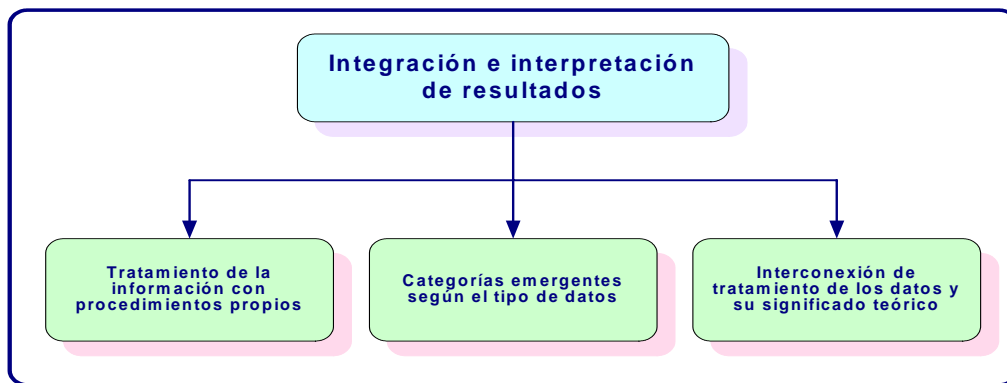 Integración e interpretación
de resultados
Tratamiento de la
información con
procedimientos propios
Categorías emergentes
según el tipo de datos
Interconexión de
tratamiento de los datos y
su significado teórico